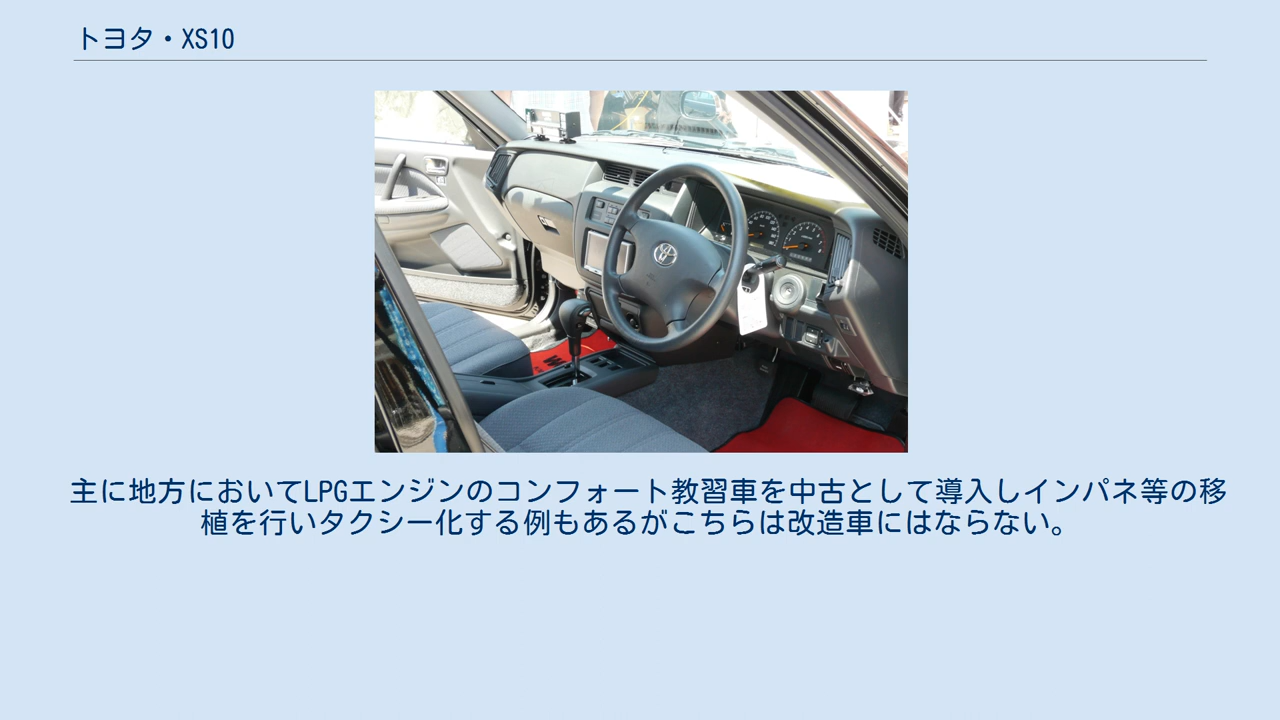 トヨタ・XS10
主に地方においてLPGエンジンのコンフォート教習車を中古として導入しインパネ等の移
植を行いタクシー化する例もあるがこちらは改造車にはならない。